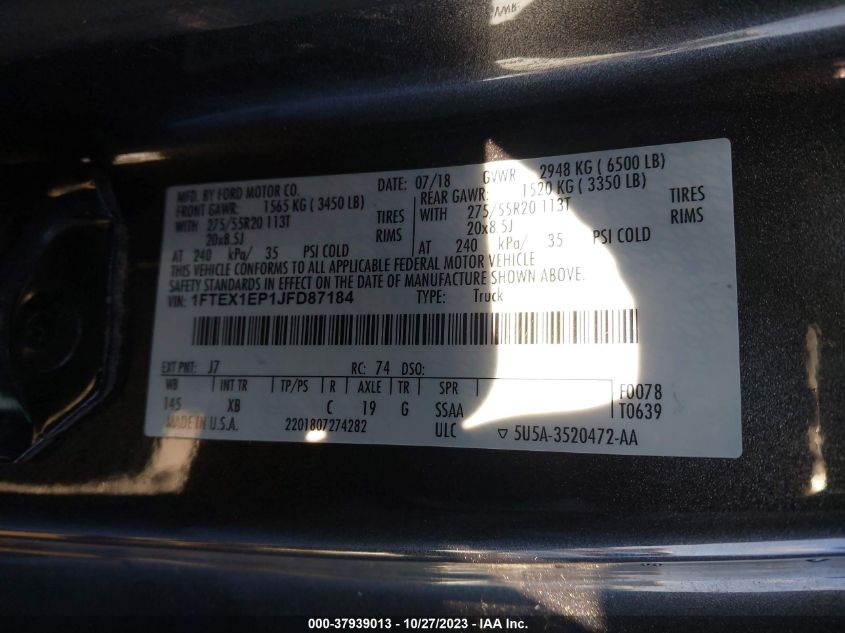 MFD. BY FORD MOTOR CO.
DATE: 07/18 GVWR: 2948 KG ( 6500 LB)
FRONT GAWR: 1565 KG ( 3450 LB)
REAR GAWR: 1520 KG ( 3350 LB)
WITH 275/55R20 113T TIRES
WITH 275/55R20 113T TIRES
20x8.5J RIMS
20x8.5J RIMS
AT 240 kPa/ 35 PSI COLD
AT 240 kPa/ 35 PSI COLD
THIS VEHICLE CONFORMS TO ALL APPLICABLE FEDERAL MOTOR VEHICLE
SAFETY STANDARDS IN EFFECT ON THE DATE OF MANUFACTURE SHOWN ABOVE.
VIN: 1FTEX1EP1JFD87184 TYPE: Truck
EXT PNT: J7 RC: 74 DSO:
WB INT TR TP/PS R AXLE TR SPR F0078
145 XB C 19 G SSAA T0639
MADE IN U.S.A. 2201807274282 ULC ▽ 5U5A-3520472-AA
000-37939013 - 10/27/2023 - IAA Inc.